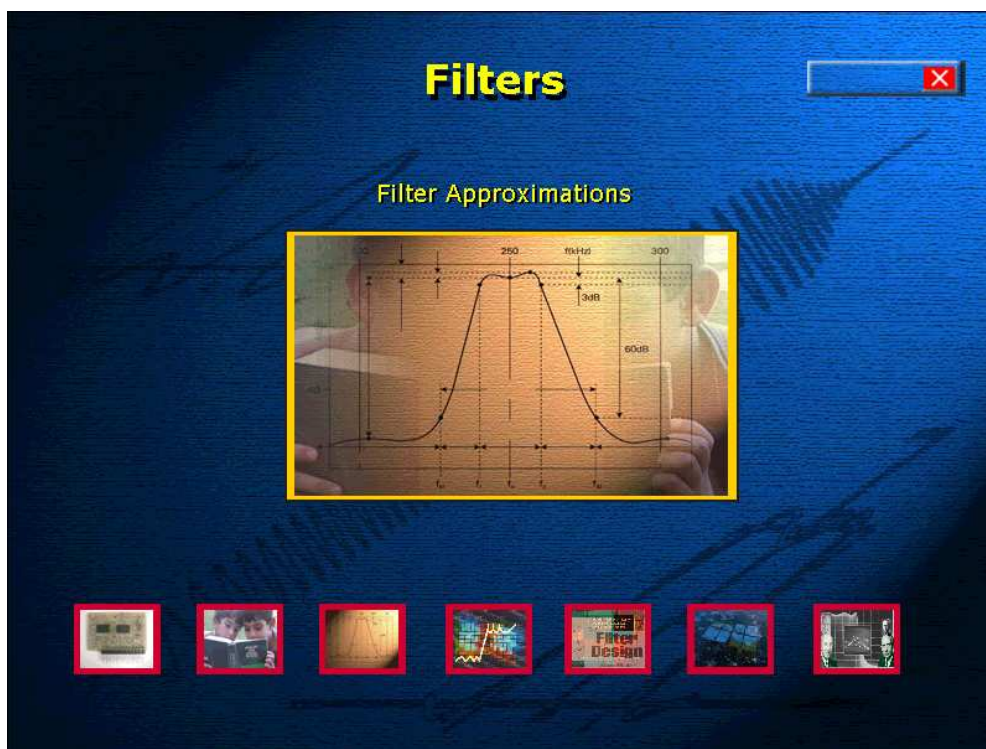 Filters
Filter Approximations
250 f(kHz) 300
3dB
60dB
Filter
Design